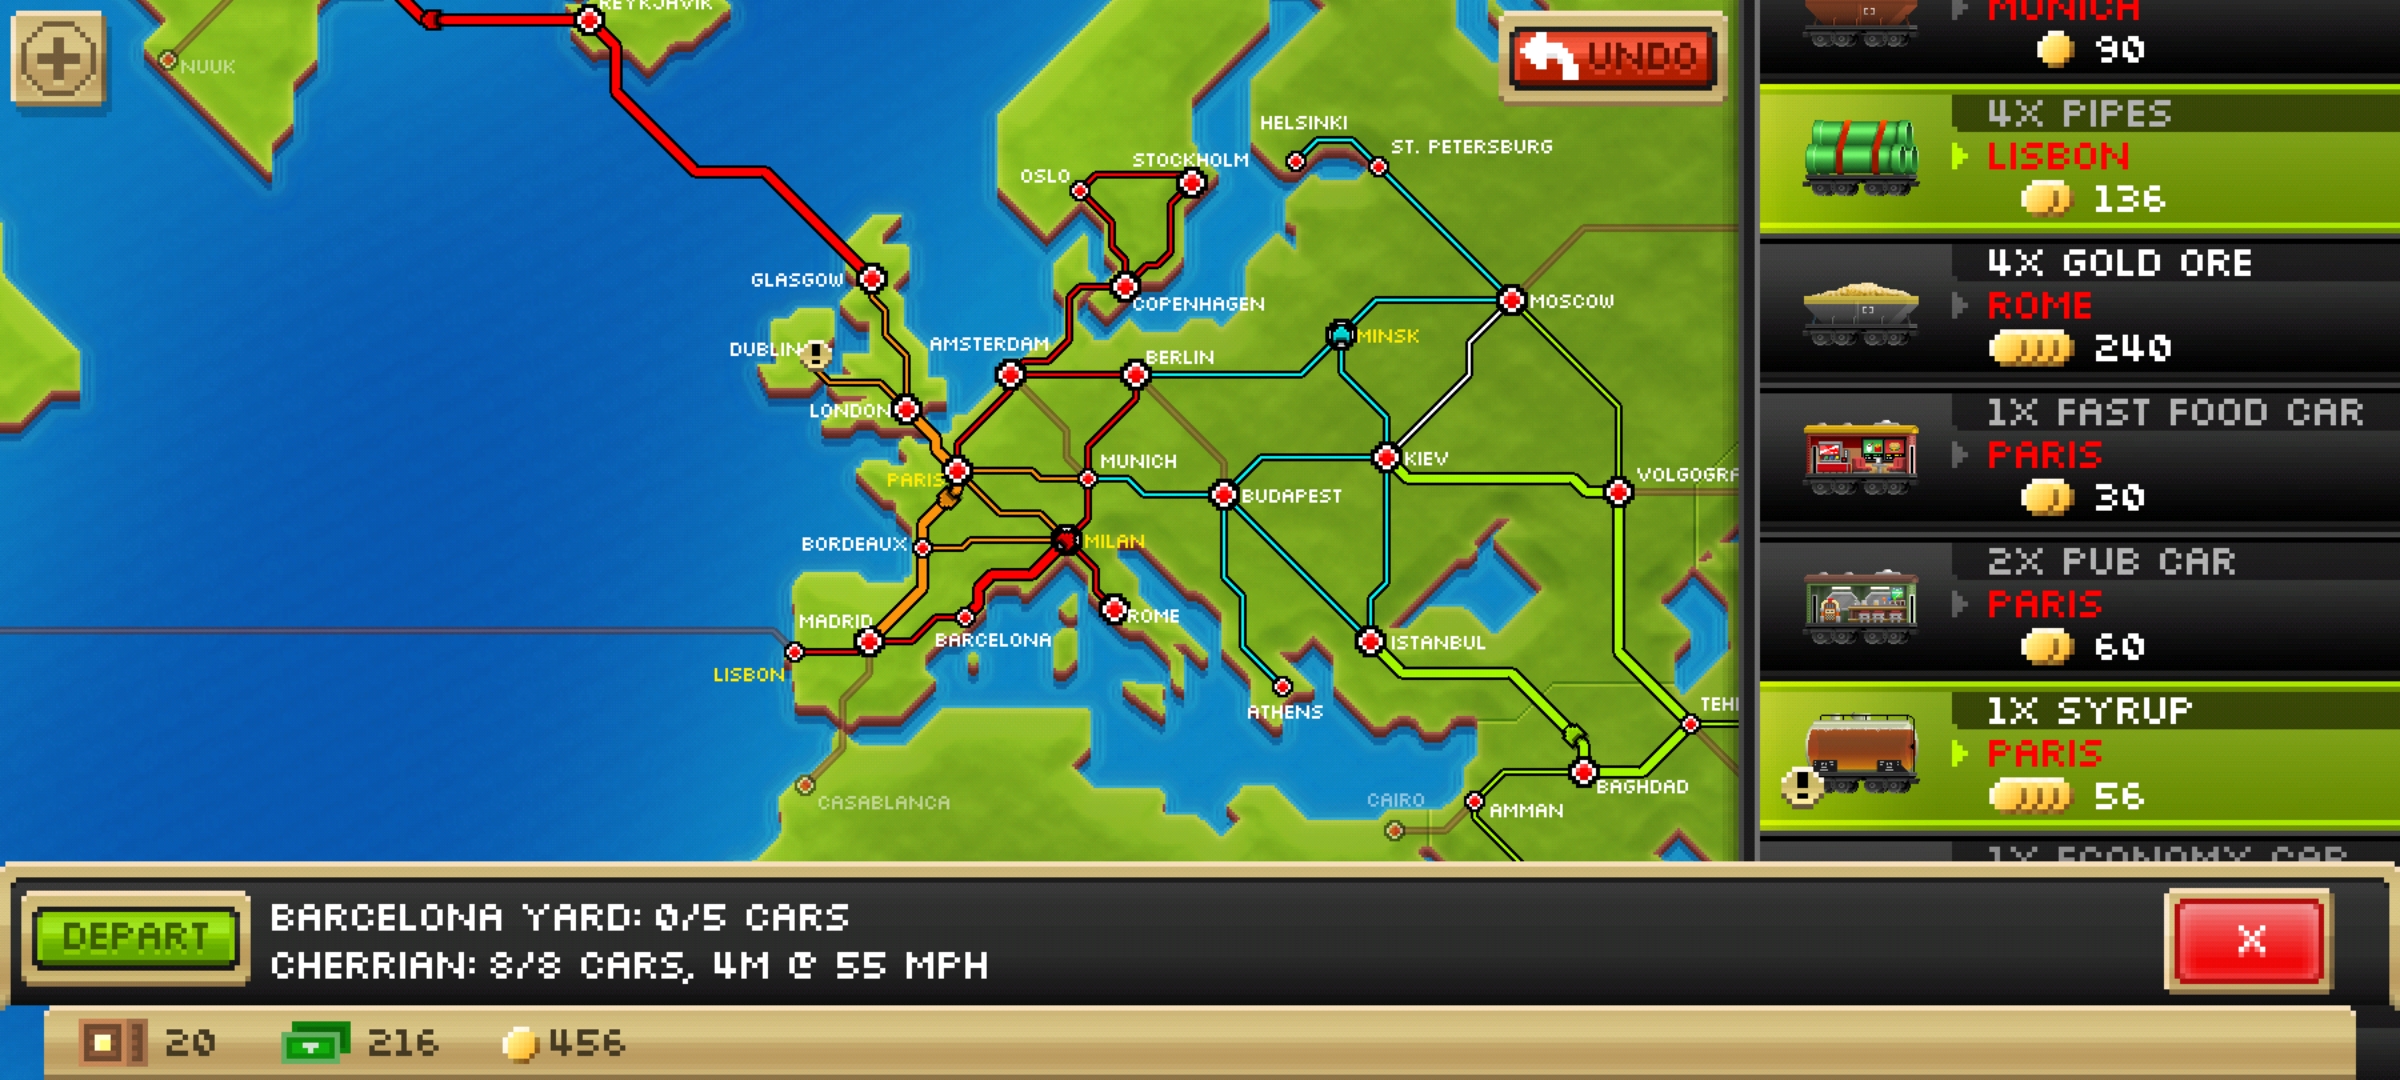 REYKJAVIK
NUUK
UNDO
HELSINKI
ST. PETERSBURG
STOCKHOLM
OSLO
GLASGOW
COPENHAGEN
MOSCOW
DUBLIN
AMSTERDAM
BERLIN
MINSK
LONDON
PARIS
MUNICH
KIEV
BUDAPEST
VOLGOGRA
BORDEAUX
MILAN
MADRID
ROME
BARCELONA
ISTANBUL
LISBON
ATHENS
TEH
CASABLANCA
CAIRO
AMMAN
BAGHDAD
MUNICH
90
4X PIPES
LISBON
136
4X GOLD ORE
ROME
240
1X FAST FOOD CAR
PARIS
30
2X PUB CAR
PARIS
60
1X SYRUP
PARIS
56
1X ECONOMY CAR
DEPART
BARCELONA YARD: 0/5 CARS
CHERRIAN: 8/8 CARS, 4M @ 55 MPH
X
20
216
456